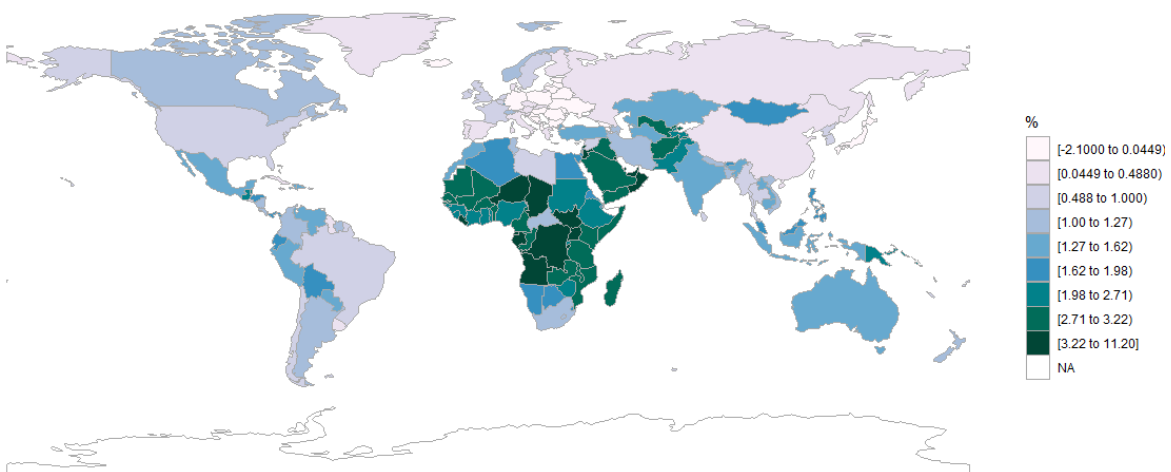 %
[-2.1000 to 0.0449)
[0.0449 to 0.4880)
[0.488 to 1.000)
[1.00 to 1.27)
[1.27 to 1.62)
[1.62 to 1.98)
[1.98 to 2.71)
[2.71 to 3.22)
[3.22 to 11.20]
NA